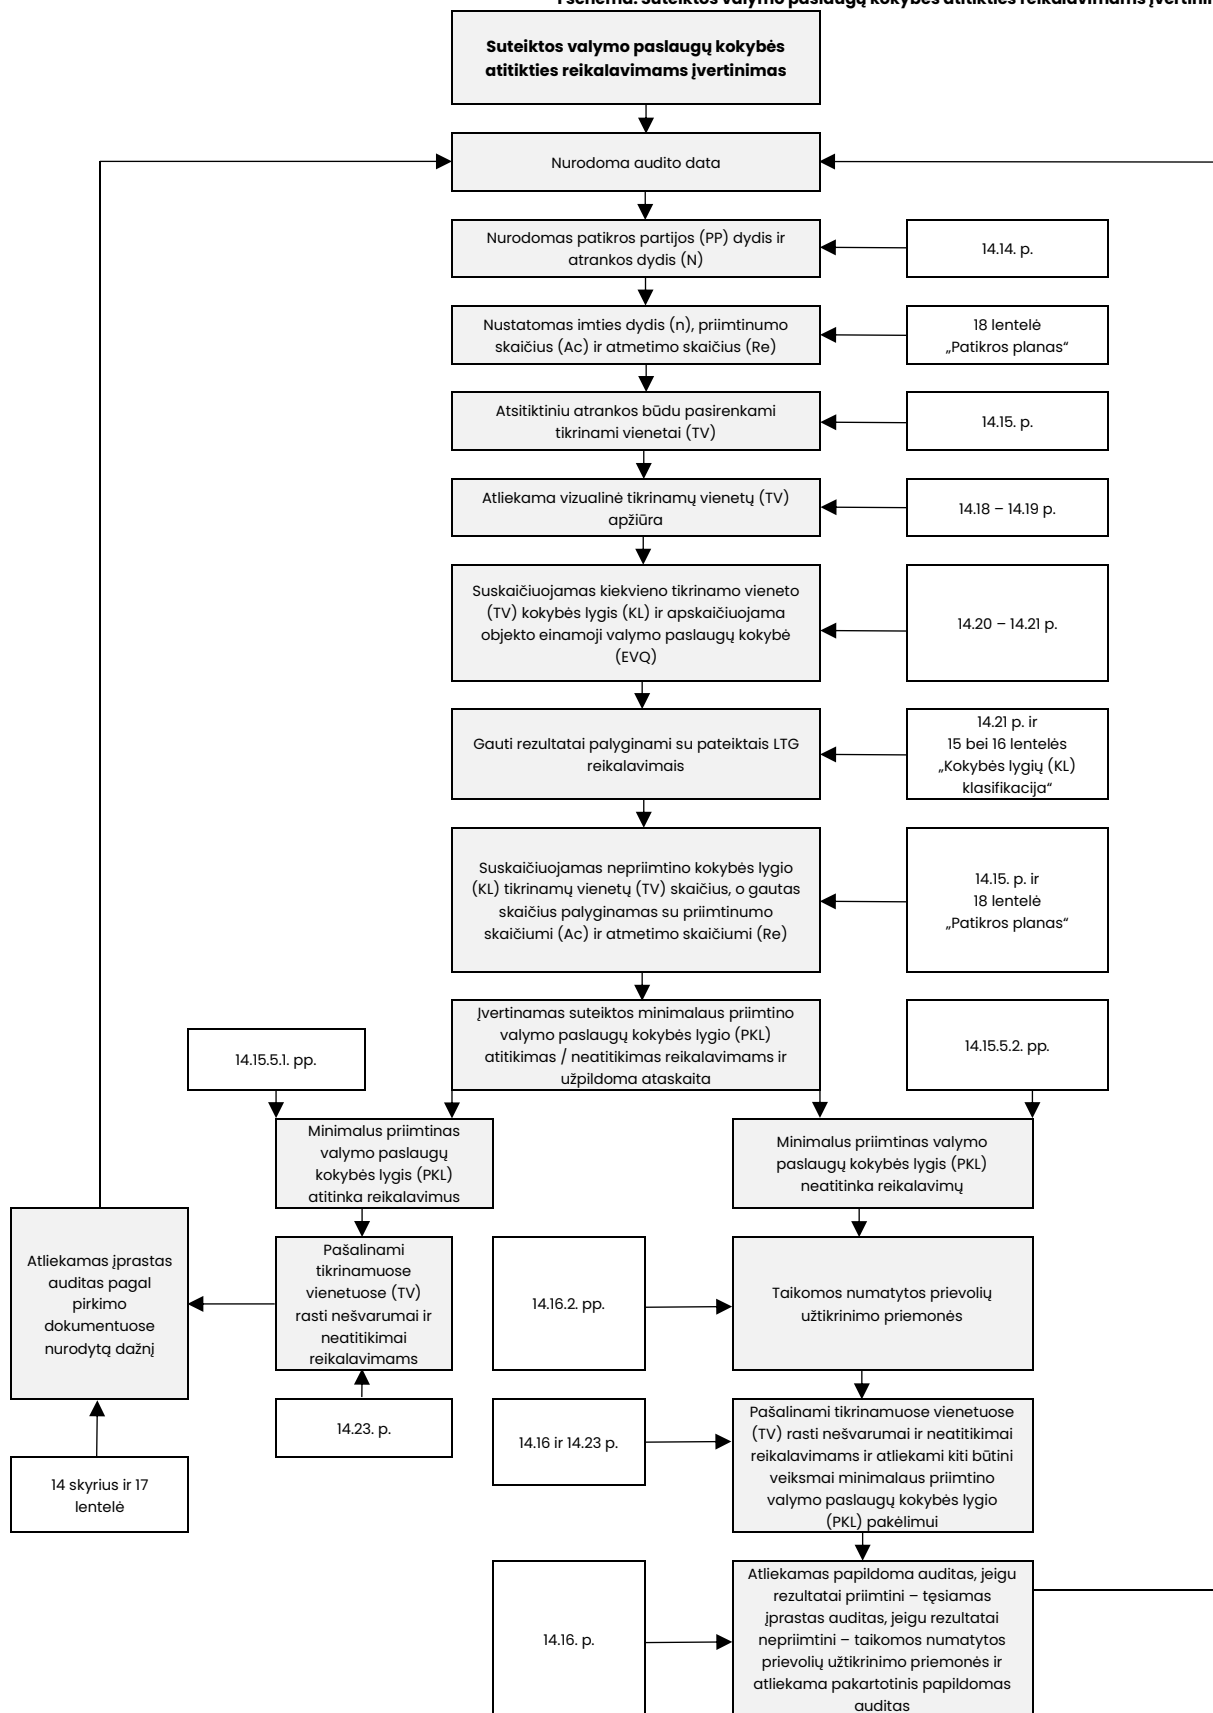 1 schema. Suteiktos valymo paslaugų kokybės atitikties reikalavimams
Suteiktos valymo paslaugų kokybės
atitikties reikalavimams įvertinimas
Nurodoma audito data
Nurodomas patikros partijos (PP) dydis ir
atrankos dydis (N)
14.14. p.
Nustatomas imties dydis (n), priimtinumo
skaičius (Ac) ir atmetimo skaičius (Re)
18 lentelė
„Patikros planas“
Atsitiktiniu atrankos būdu pasirenkami
tikrinami vienetai (TV)
14.15. p.
Atliekama vizualinė tikrinamų vienetų (TV)
apžiūra
14.18 – 14.19 p.
Suskaičiuojamas kiekvieno tikrinamo vieneto
(TV) kokybės lygis (KL) ir apskaičiuojama
objekto einamoji valymo paslaugų kokybė
(EVQ)
14.20 – 14.21 p.
Gauti rezultatai palyginami su pateiktais LTG
reikalavimais
14.21 p. ir
15 bei 16 lentelės
„Kokybės lygių (KL)
klasifikacija“
Suskaičiuojamas nepriimtino kokybės lygio
(KL) tikrinamų vienetų (TV) skaičius, o gautas
skaičius palyginamas su priimtinumo
skaičiumi (Ac) ir atmetimo skaičiumi (Re)
14.15. p. ir
18 lentelė
„Patikros planas“
Įvertinamas suteiktos minimalaus priimtino
valymo paslaugų kokybės lygio (PKL)
atitikimas / neatitikimas reikalavimams ir
užpildoma ataskaita
14.15.5.1. pp.
14.15.5.2. pp.
Minimalus priimtinas
valymo paslaugų
kokybės lygis (PKL)
atitinka reikalavimus
Minimalus priimtinas valymo
paslaugų kokybės lygis (PKL)
neatitinka reikalavimų
Atliekamas įprastas
auditas pagal
pirkimo
dokumentuose
nurodytą dažnį
Pašalinami
tikrinamuose
vienetuose (TV)
rasti nešvarumai ir
neatitikimai
reikalavimams
14.16.2. pp.
Taikomos numatytos prievolių
užtikrinimo priemonės
14.23. p.
14 skyrius ir 17
lentelė
14.16 ir 14.23 p.
Pašalinami tikrinamuose vienetuose
(TV) rasti nešvarumai ir neatitikimai
reikalavimams ir atliekami kiti būtini
veiksmai minimalaus priimtino
valymo paslaugų kokybės lygio
(PKL) pakėlimui
14.16. p.
Atliekamas papildoma auditas, jeigu
rezultatai priimtini – tęsiamas
įprastas auditas, jeigu rezultatai
nepriimtini – taikomos numatytos
prievolių užtikrinimo priemonės ir
atliekama pakartotinis papildomas
auditas